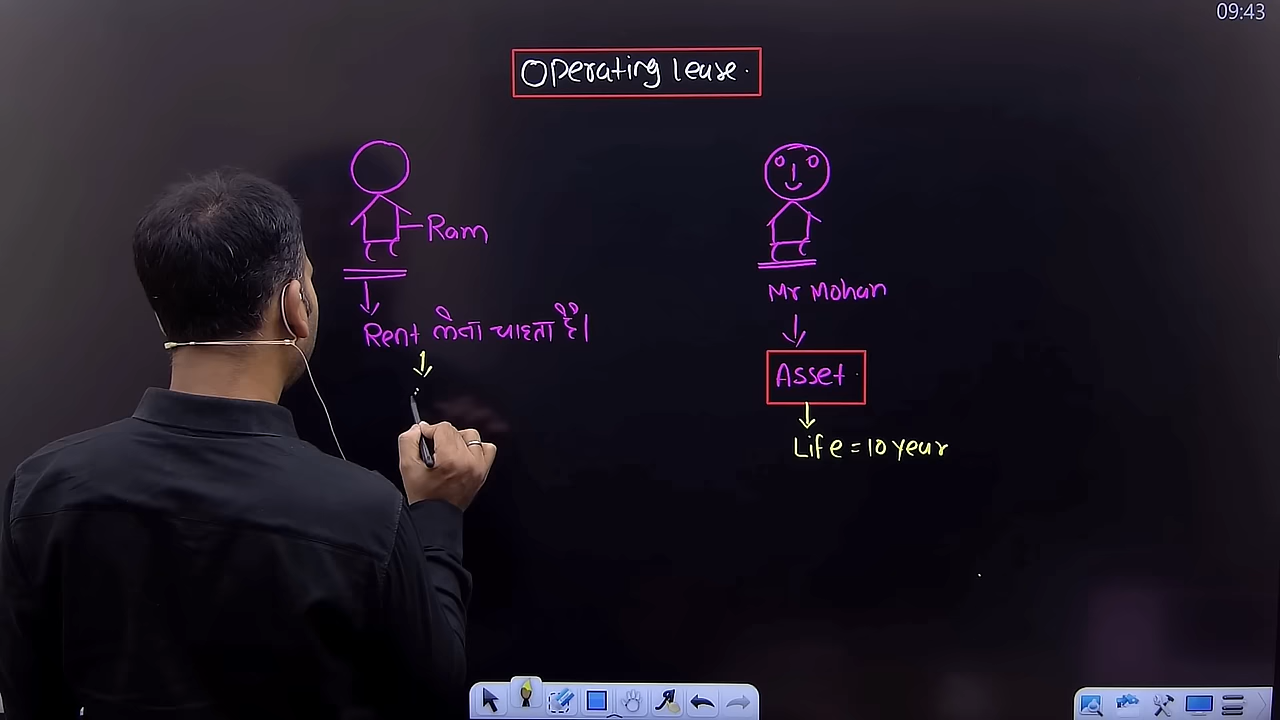 09:43
Operating lease.
Ram
Rent लेना चाहता है।
Mr Mohan
Asset.
Life = 10 year